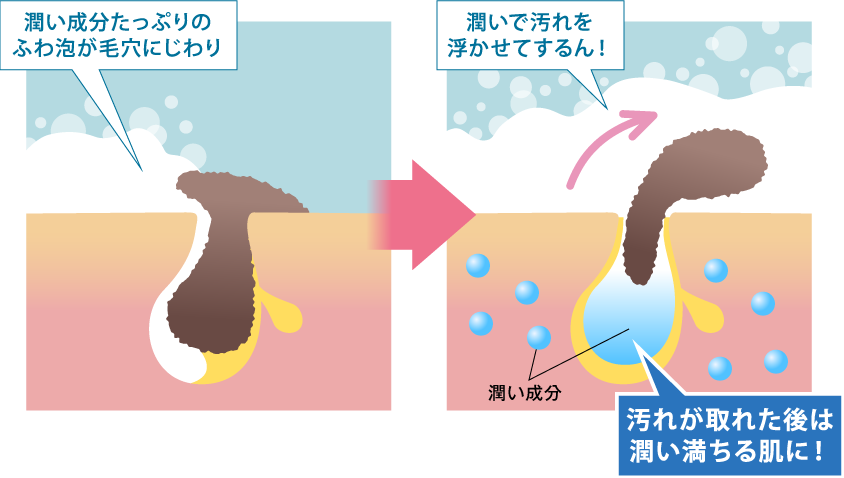 潤い成分たっぷりの
ふわ泡が毛穴にじわり
潤いで汚れを
浮かせてするん！
潤い成分
汚れが取れた後は
潤い満ちる肌に！